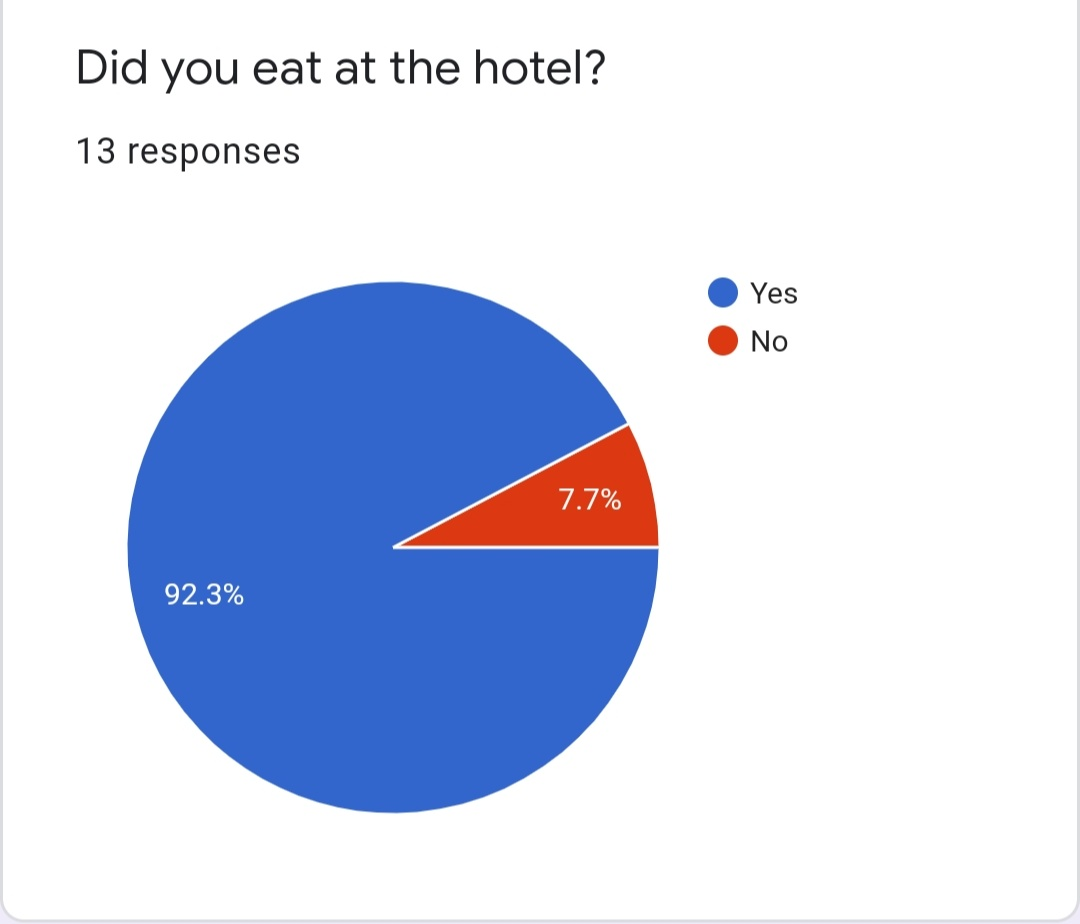 Did you eat at the hotel?
13 responses
Yes
No
7.7%
92.3%